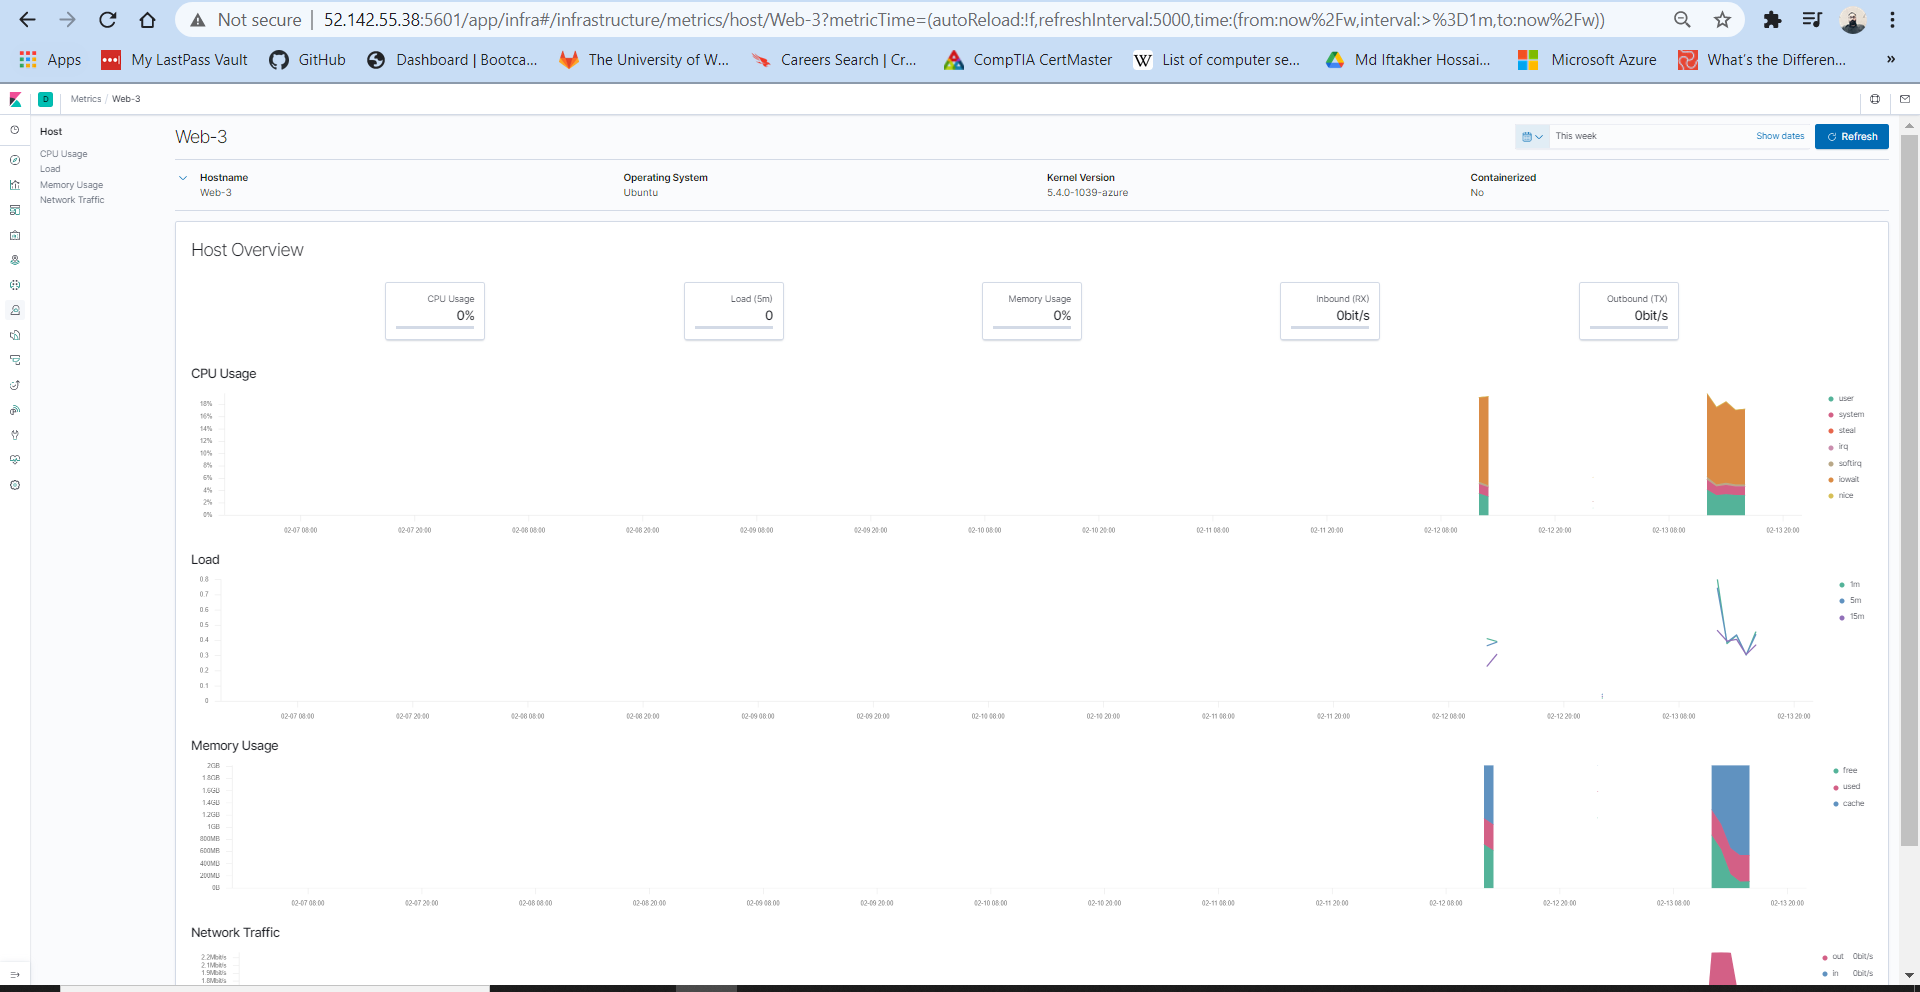 Not secure | 52.142.55.38:5601/app/infra#/infrastructure/metrics/host/Web-3?metricTime=(autoReload:!f,refreshInterval:5000,time:(from:now%2Fw,interval:>%3D1m,to:now%2Fw))
Apps My LastPass Vault GitHub Dashboard | Bootca... The University of W... Careers Search | Cr... CompTIA CertMaster List of computer se... Md Iftakher Hossai... Microsoft Azure What's the Differen... »
D Metrics / Web-3
Host
CPU Usage
Load
Memory Usage
Network Traffic
Web-3
This week Show dates Refresh
Hostname Operating System Kernel Version Containerized
Web-3 Ubuntu 5.4.0-1039-azure No
Host Overview
CPU Usage Load (5m) Memory Usage Inbound (RX) Outbound (TX)
0% 0 0% 0bit/s 0bit/s
CPU Usage
18%
16%
14%
12%
10%
8%
6%
4%
2%
0%
02-07 08:00 02-07 20:00 02-08 08:00 02-08 20:00 02-09 08:00 02-09 20:00 02-10 08:00 02-10 20:00 02-11 08:00 02-11 20:00 02-12 08:00 02-12 20:00 02-13 08:00 02-13 20:00
user
system
steal
irq
softirq
iowait
nice
Load
0.8
0.7
0.6
0.5
0.4
0.3
0.2
0.1
0
02-07 08:00 02-07 20:00 02-08 08:00 02-08 20:00 02-09 08:00 02-09 20:00 02-10 08:00 02-10 20:00 02-11 08:00 02-11 20:00 02-12 08:00 02-12 20:00 02-13 08:00 02-13 20:00
1m
5m
15m
Memory Usage
2GB
1.8GB
1.6GB
1.4GB
1.2GB
1GB
800MB
600MB
400MB
200MB
0B
02-07 08:00 02-07 20:00 02-08 08:00 02-08 20:00 02-09 08:00 02-09 20:00 02-10 08:00 02-10 20:00 02-11 08:00 02-11 20:00 02-12 08:00 02-12 20:00 02-13 08:00 02-13 20:00
free
used
cache
Network Traffic
2.2Mbit/s
2.1Mbit/s
1.9Mbit/s
1.8Mbit/s
out 0bit/s
in 0bit/s